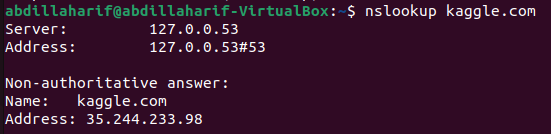 abdillaharif@abdillaharif-VirtualBox:~$ nslookup kaggle.com
Server:         127.0.0.53
Address:        127.0.0.53#53

Non-authoritative answer:
Name:   kaggle.com
Address: 35.244.233.98